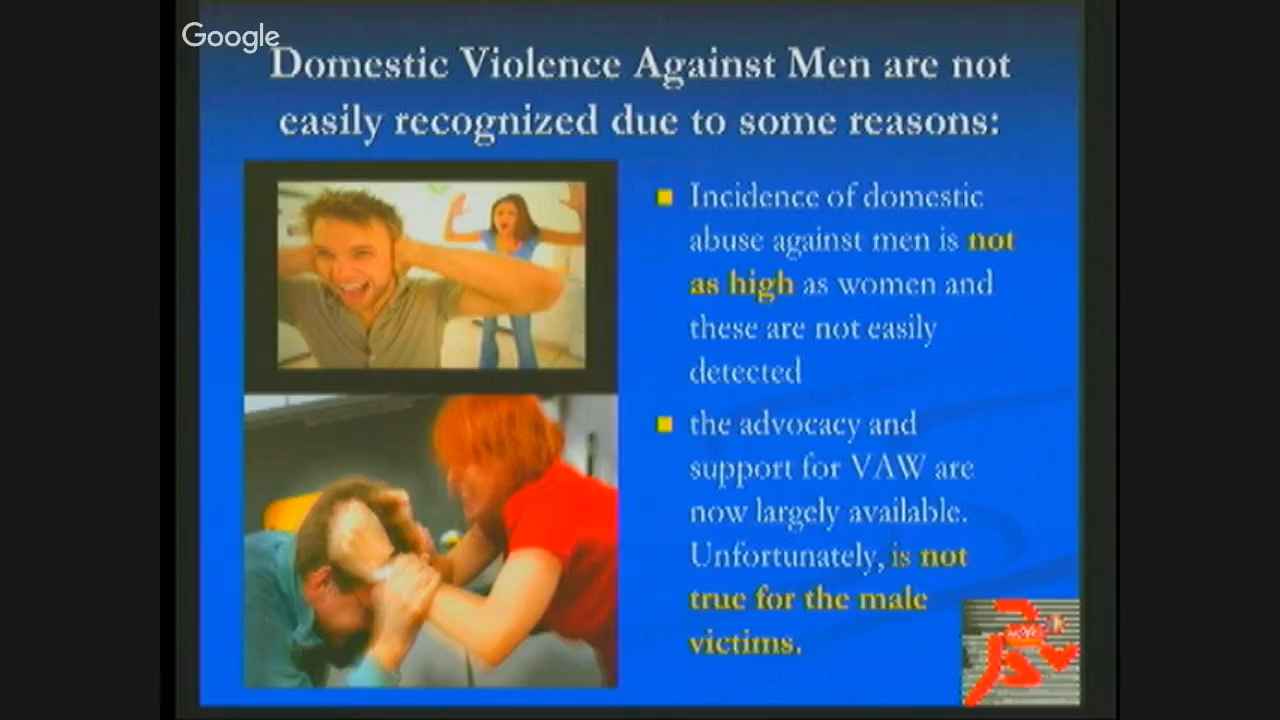 Google
Domestic Violence Against Men are not
easily recognized due to some reasons:
Incidence of domestic
abuse against men is not
as high as women and
these are not easily
detected
the advocacy and
support for VAW are
now largely available.
Unfortunately, is not
true for the male
victims.